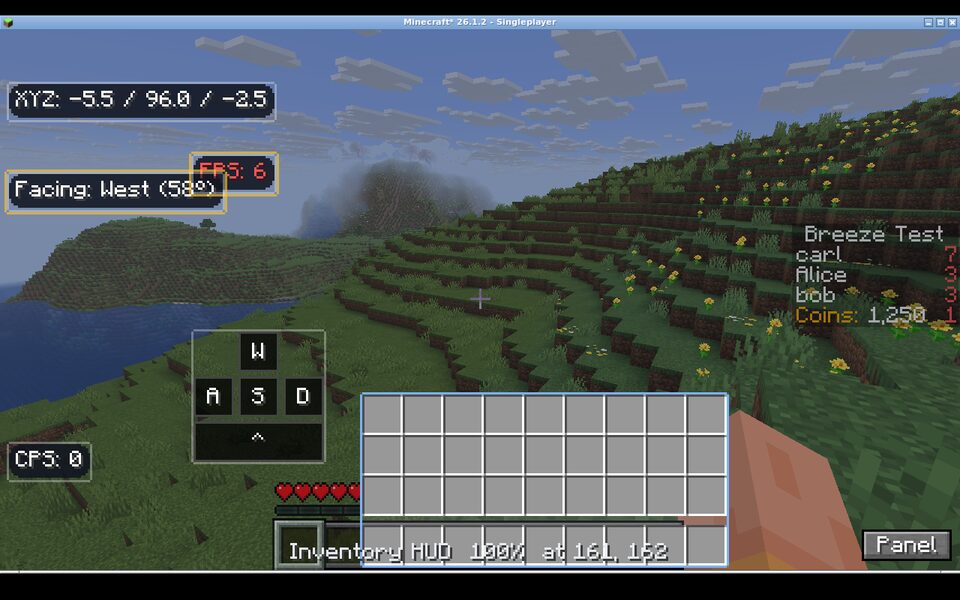 Minecraft* 26.1.2 - Singleplayer
XYZ: -5.5 / 96.0 / -2.5
FPS: 6
Facing: West (58º)
Breeze Test
carl 7
Alice 3
bob 3
Coins: 1,250 1
W
A S D
^
CPS: 0
Inventory HUD 100% at 161, 162
Panel